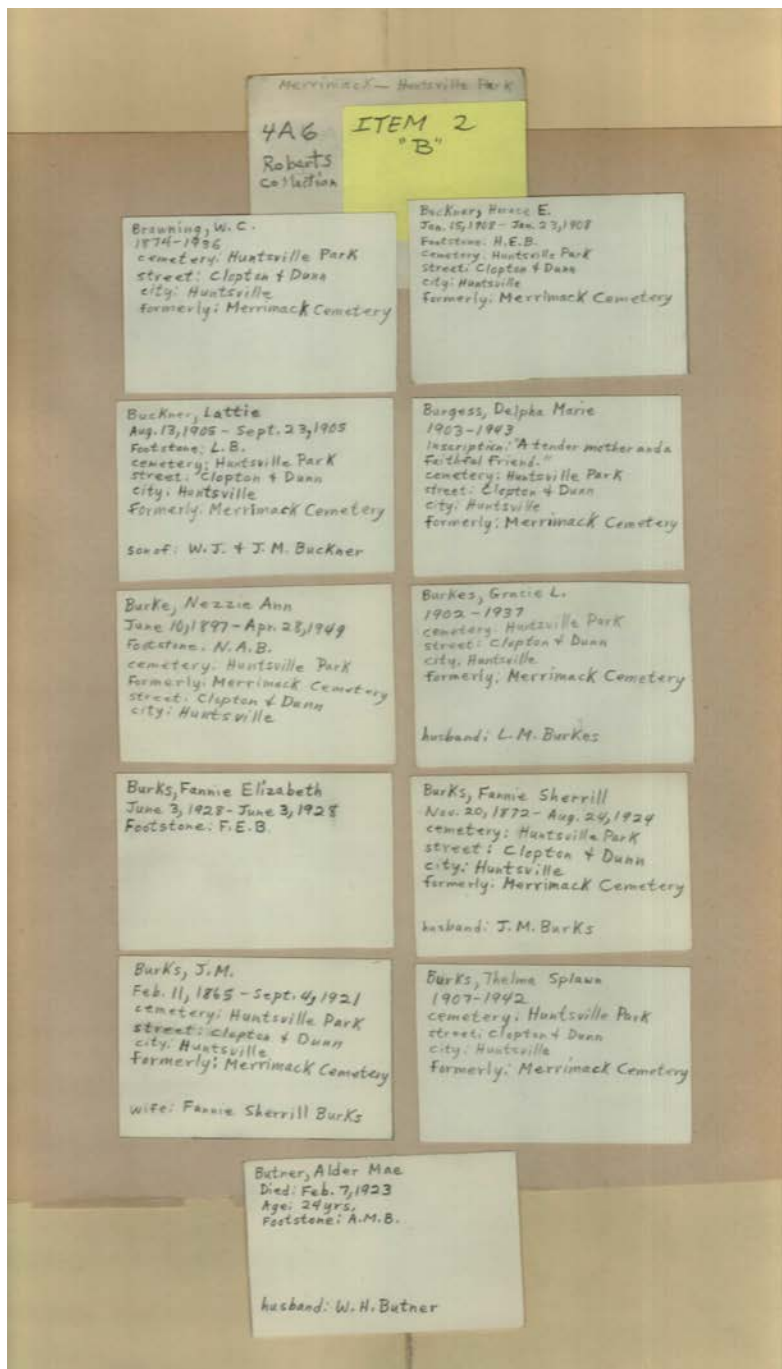 Merrimack — Huntsville Park
4A6
Roberts
Collection
ITEM 2
"B"
Browning, W. C.
1874-1936
cemetery: Huntsville Park
street: Clopton & Dunn
city: Huntsville
formerly: Merrimack Cemetery
Buckner, Horace E.
Jan. 15, 1908 - Jan. 23, 1908
Footstone: H.E.B.
cemetery: Huntsville Park
street: Clopton & Dunn
city: Huntsville
formerly: Merrimack Cemetery
Buckner, Lattie
Aug. 13, 1905 - Sept. 23, 1905
Footstone: L.B.
cemetery: Huntsville Park
street: Clopton & Dunn
city: Huntsville
formerly: Merrimack Cemetery
son of: W.J. & J.M. Buckner
Burgess, Delpha Marie
1903-1943
inscription: "A tender mother and a
faithful friend."
cemetery: Huntsville Park
street: Clopton & Dunn
city: Huntsville
formerly: Merrimack Cemetery
Burke, Nezzie Ann
June 10, 1897 - Apr. 28, 1949
Footstone: N.A.B.
cemetery: Huntsville Park
formerly: Merrimack Cemetery
street: Clopton & Dunn
city: Huntsville
Burkes, Gracie L.
1902-1937
cemetery: Huntsville Park
street: Clopton & Dunn
city: Huntsville
formerly: Merrimack Cemetery
husband: L.M. Burkes
Burks, Fannie Elizabeth
June 3, 1928 - June 3, 1928
Footstone: F.E.B.
Burks, Fannie Sherrill
Nov. 20, 1872 - Aug. 24, 1924
cemetery: Huntsville Park
street: Clopton & Dunn
city: Huntsville
formerly: Merrimack Cemetery
husband: J.M. Burks
Burks, J.M.
Feb. 11, 1865 - Sept. 4, 1921
cemetery: Huntsville Park
street: Clopton & Dunn
city: Huntsville
formerly: Merrimack Cemetery
wife: Fannie Sherrill Burks
Burks, Thelma Splawn
1907-1942
cemetery: Huntsville Park
street: Clopton & Dunn
city: Huntsville
formerly: Merrimack Cemetery
Butner, Alder Mae
Died: Feb. 7, 1923
Age: 24 yrs.
Footstone: A.M.B.
husband: W.H. Butner